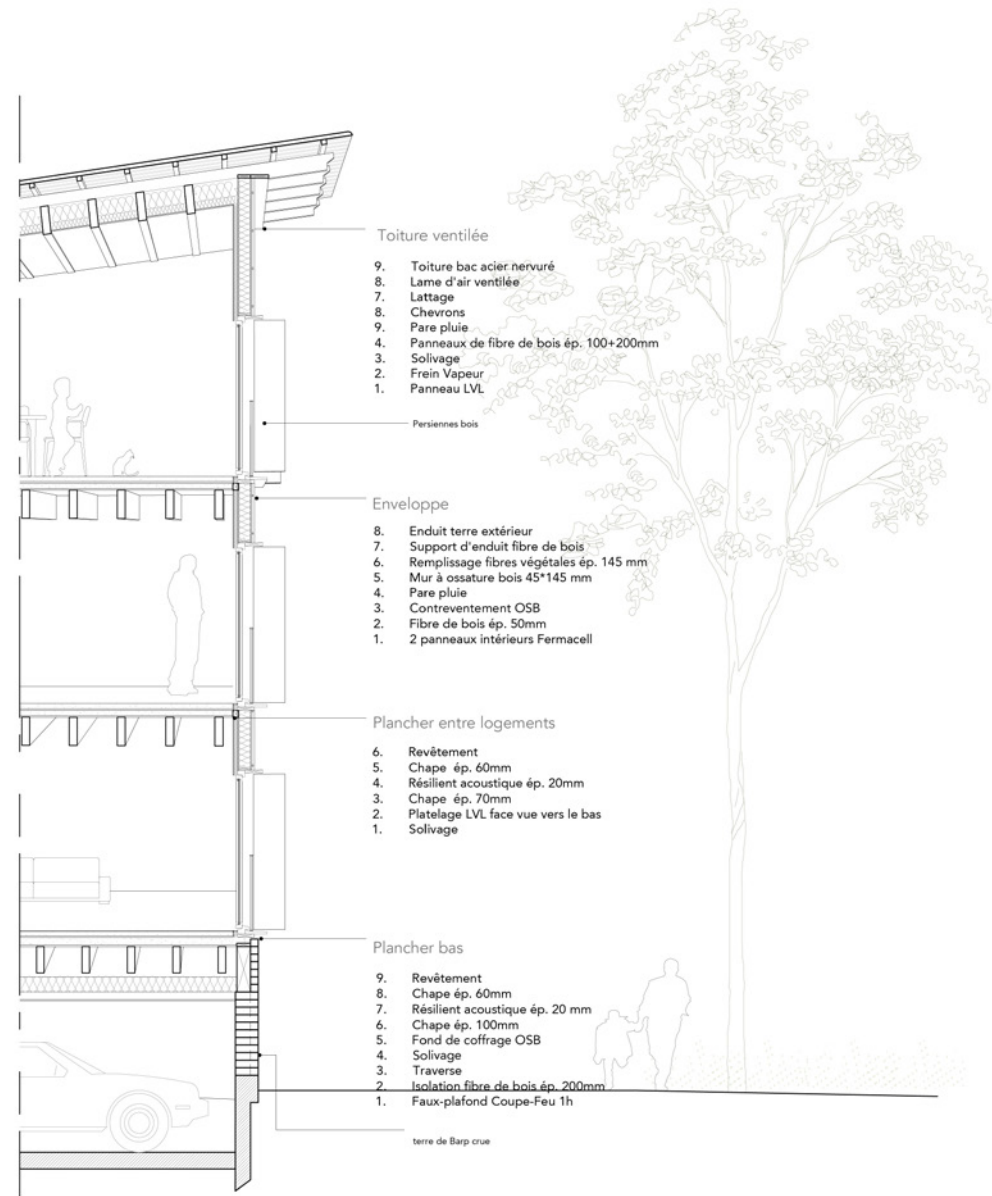 Toiture ventilée
9. Toiture bac acier nervuré
8. Lame d'air ventilée
7. Lattage
8. Chevrons
9. Pare pluie
4. Panneaux de fibre de bois ép. 100+200mm
3. Solivage
2. Frein Vapeur
1. Panneau LVL
Persiennes bois
Enveloppe
8. Enduit terre extérieur
7. Support d'enduit fibre de bois
6. Remplissage fibres végétales ép. 145 mm
5. Mur à ossature bois 45*145 mm
4. Pare pluie
3. Contreventement OSB
2. Fibre de bois ép. 50mm
1. 2 panneaux intérieurs Fermacell
Plancher entre logements
6. Revêtement
5. Chape ép. 60mm
4. Résilient acoustique ép. 20mm
3. Chape ép. 70mm
2. Platelage LVL face vue vers le bas
1. Solivage
Plancher bas
9. Revêtement
8. Chape ép. 60mm
7. Résilient acoustique ép. 20 mm
6. Chape ép. 100mm
5. Fond de coffrage OSB
4. Solivage
3. Traverse
2. Isolation fibre de bois ép. 200mm
1. Faux-plafond Coupe-Feu 1h
terre de Barp crue